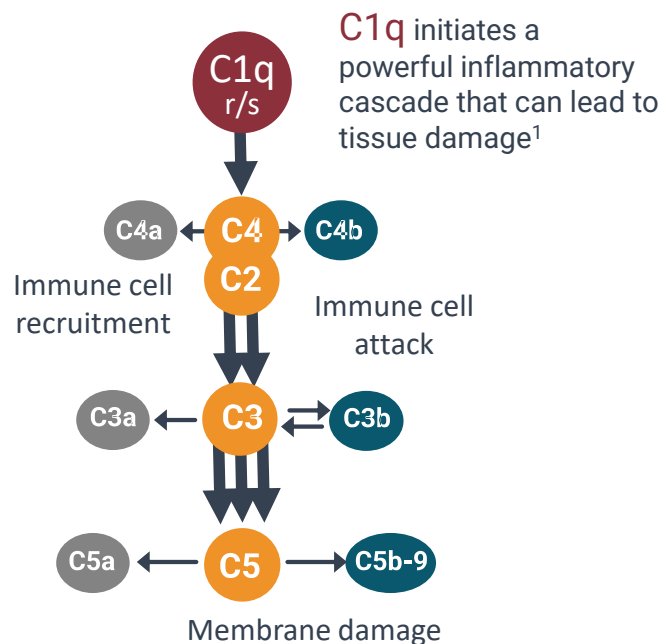 C1q
r/s
C1q initiates a
powerful inflammatory
cascade that can lead to
tissue damage¹
C4a
C4
C4b
C2
Immune cell
recruitment
Immune cell
attack
C3a
C3
C3b
C5a
C5
C5b-9
Membrane damage